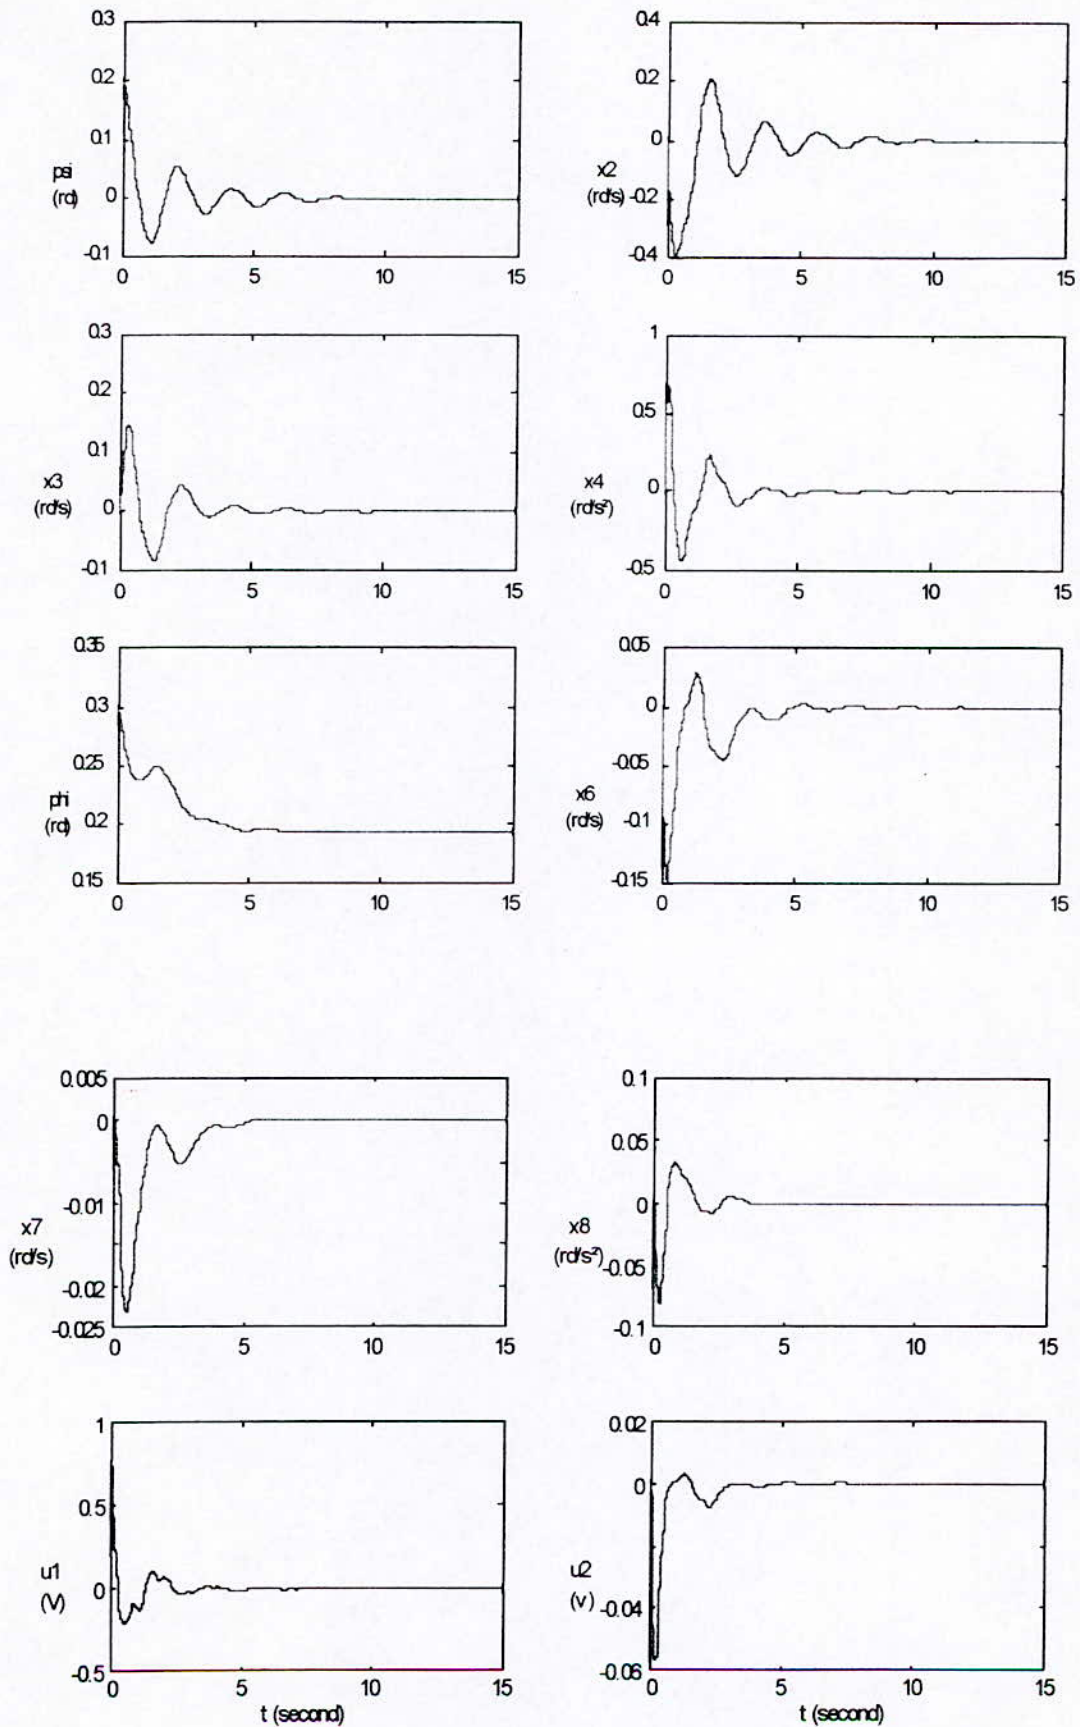 0.3
0.2
0.1
0
-0.1
psi
(rd)
0 5 10 15
0.4
0.2
0
-0.2
-0.4
x2
(rd/s)
0 5 10 15
0.3
0.2
0.1
0
-0.1
x3
(rd/s)
0 5 10 15
1
0.5
0
-0.5
x4
(rd/s²)
0 5 10 15
0.35
0.3
0.25
0.2
0.15
phi
(rd)
0 5 10 15
0.05
0
-0.05
-0.1
-0.15
x6
(rd/s)
0 5 10 15
0.005
0
-0.01
-0.02
-0.025
x7
(rd/s)
0 5 10 15
0.1
0.05
0
-0.05
-0.1
x8
(rd/s²)
0 5 10 15
1
0.5
0
-0.5
u1
(V)
0 5 10 15
t (second)
0.02
0
-0.04
-0.06
u2
(v)
0 5 10 15
t (second)